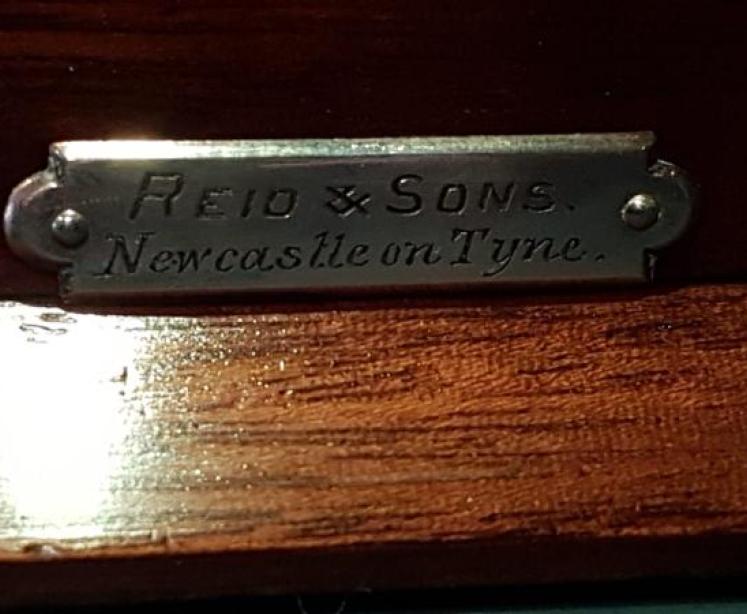 REID & SONS.
Newcastle on Tyne.